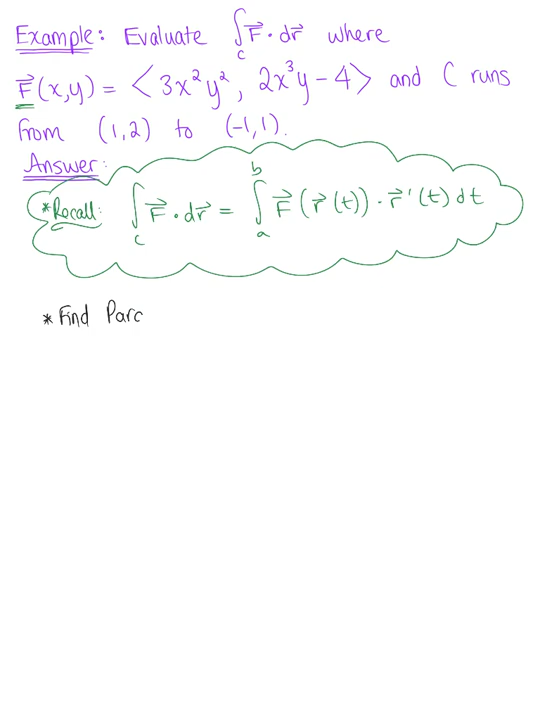 Example: Evaluate ∫_C F⃗ · dr⃗ where
F⃗(x,y) = <3x²y², 2x³y − 4> and C runs
from (1,2) to (-1,1).
Answer:
*Recall: ∫_C F⃗ · dr⃗ = ∫_a^b F⃗(r⃗(t)) · r⃗'(t) dt
* Find Para